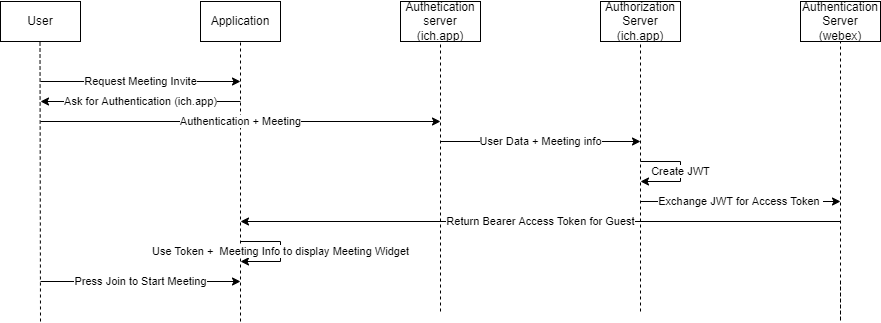 User
Application
Authetication
server
(ich.app)
Authorization
Server
(ich.app)
Authentication
Server
(webex)
Request Meeting Invite
Ask for Authentication (ich.app)
Authentication + Meeting
User Data + Meeting info
Create JWT
Exchange JWT for Access Token
Return Bearer Access Token for Guest
Use Token + Meeting Info to display Meeting Widget
Press Join to Start Meeting